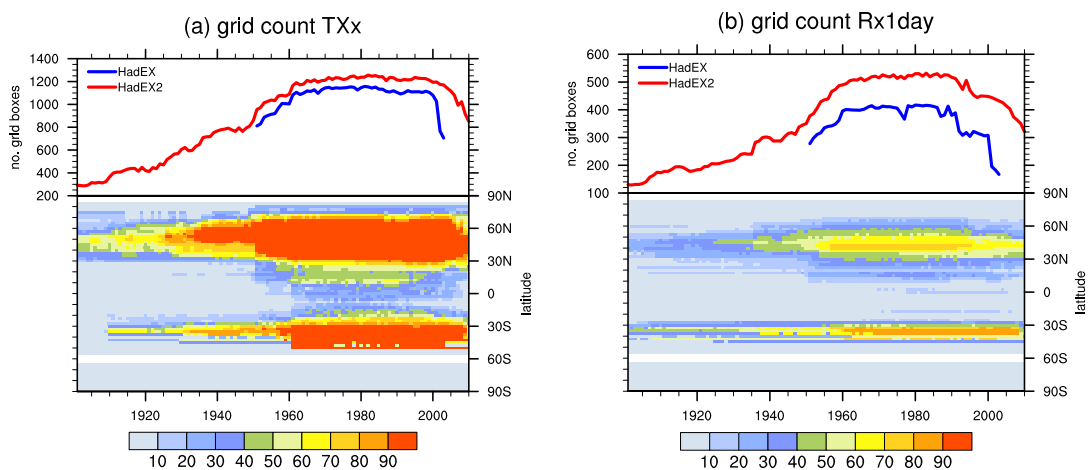 (a) grid count TXx
1400
1200
1000
800
600
400
200
no. grid boxes
HadEX
HadEX2
90N
60N
30N
0
30S
60S
90S
latitude
1920 1940 1960 1980 2000
10 20 30 40 50 60 70 80 90
(b) grid count Rx1day
600
500
400
300
200
100
no. grid boxes
HadEX
HadEX2
90N
60N
30N
0
30S
60S
90S
latitude
1920 1940 1960 1980 2000
10 20 30 40 50 60 70 80 90